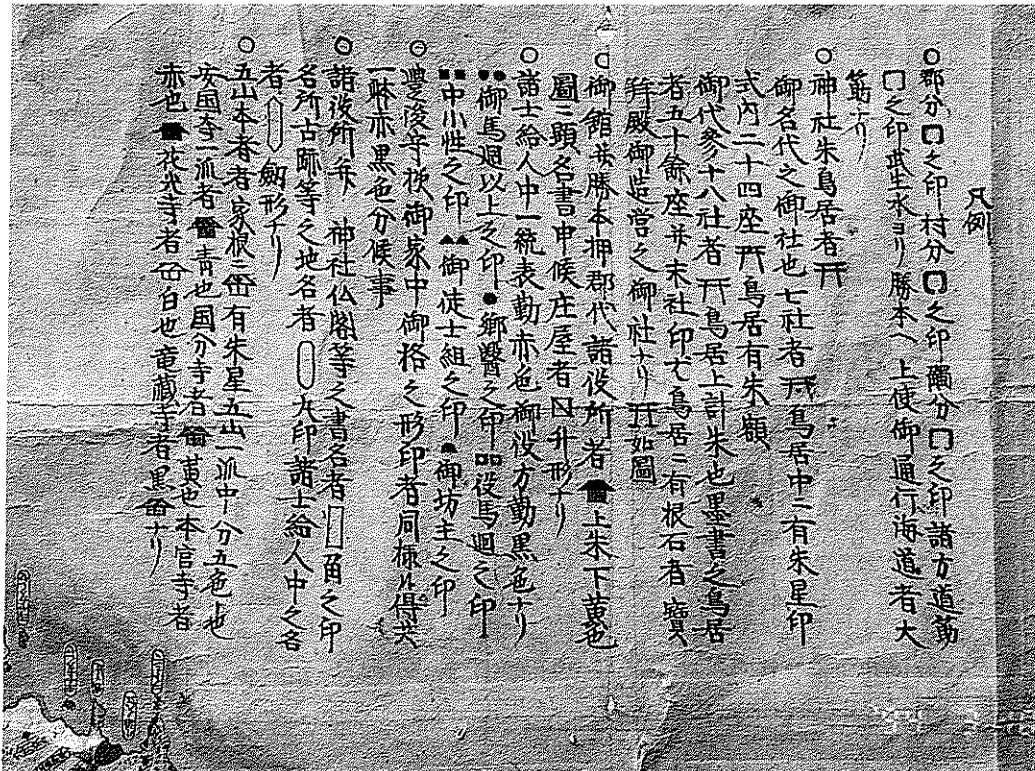 凡例
○郡分□之印村分□之印觸分□之印諸方道筋
□之印武生水ヨリ勝本ヘ上使御通行海道者大
筋ナリ
○神社朱鳥居者⛩
御名代之御社也七社者⛩鳥居中ニ有朱星印
式内二十四座⛩鳥居有朱額
御代参十八社者⛩鳥居上計朱也墨書之鳥居
者五十餘座并末社印也鳥居ニ有根石者寶
殿御造宮之御社ナリ⛩如圖
○御館并勝本押郡代諸役所者上朱下黄也
圖ニ顕名書申候庄屋者升形ナリ
○諸士給人中一統表勤赤色御役方勤黒色ナリ
●●御馬廻以上之印●郷醫之印■■役馬廻之印
■■中小性之印▲▲御徒士組之印御坊主之印
○豊後守様御家中御格之形印者同様ニ得共
一躰亦黒色分候事
○諸役所并神社仏閣等之書名者▯角之印
名所古跡等之地名者丸印諸士給人中之名
者⬯劔形ナリ
○五山本寺者家根有朱星五山一派中分五色上也
安国寺一派者青也国分寺者黄也本宮寺者
赤也花光寺者白也竜蔵寺者黒ナリ